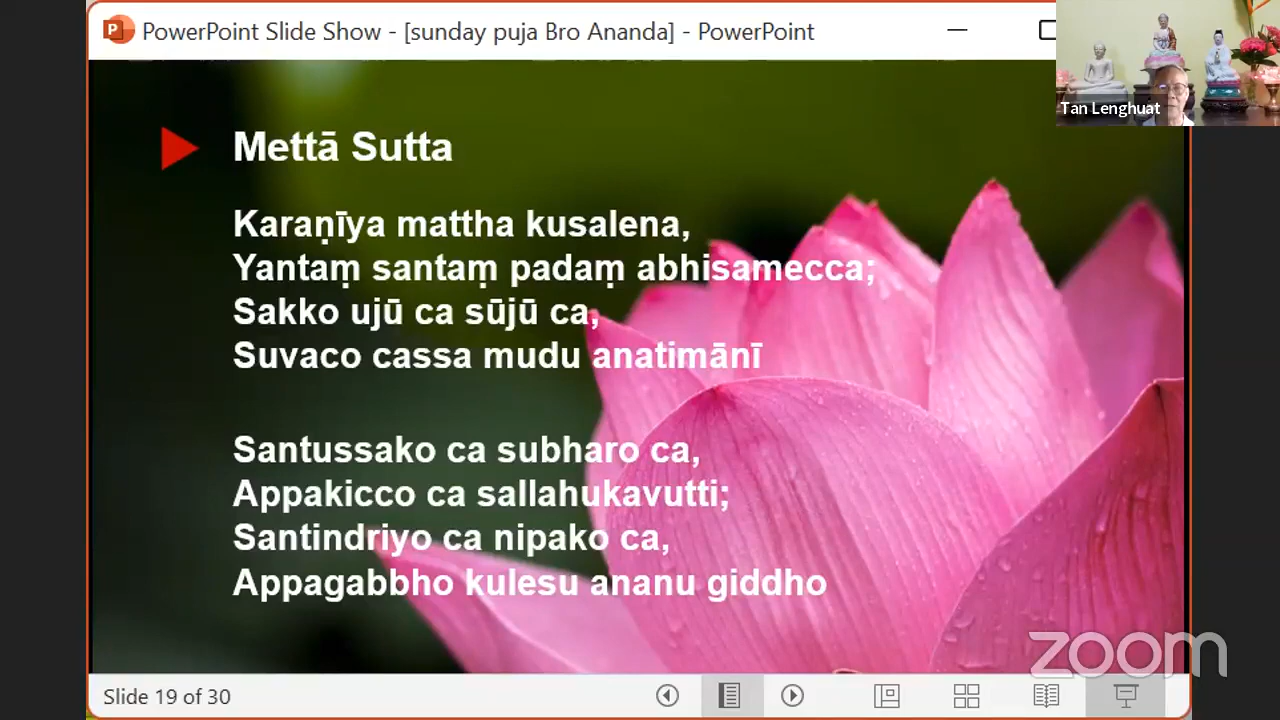 PowerPoint Slide Show - [sunday puja Bro Ananda] - PowerPoint
Tan Lenghuat
Mettā Sutta
Karaṇīya mattha kusalena,
Yantaṃ santaṃ padaṃ abhisamecca;
Sakko ujū ca sūjū ca,
Suvaco cassa mudu anatimānī
Santussako ca subharo ca,
Appakicco ca sallahukavutti;
Santindriyo ca nipako ca,
Appagabbho kulesu ananu giddho
zoom
Slide 19 of 30